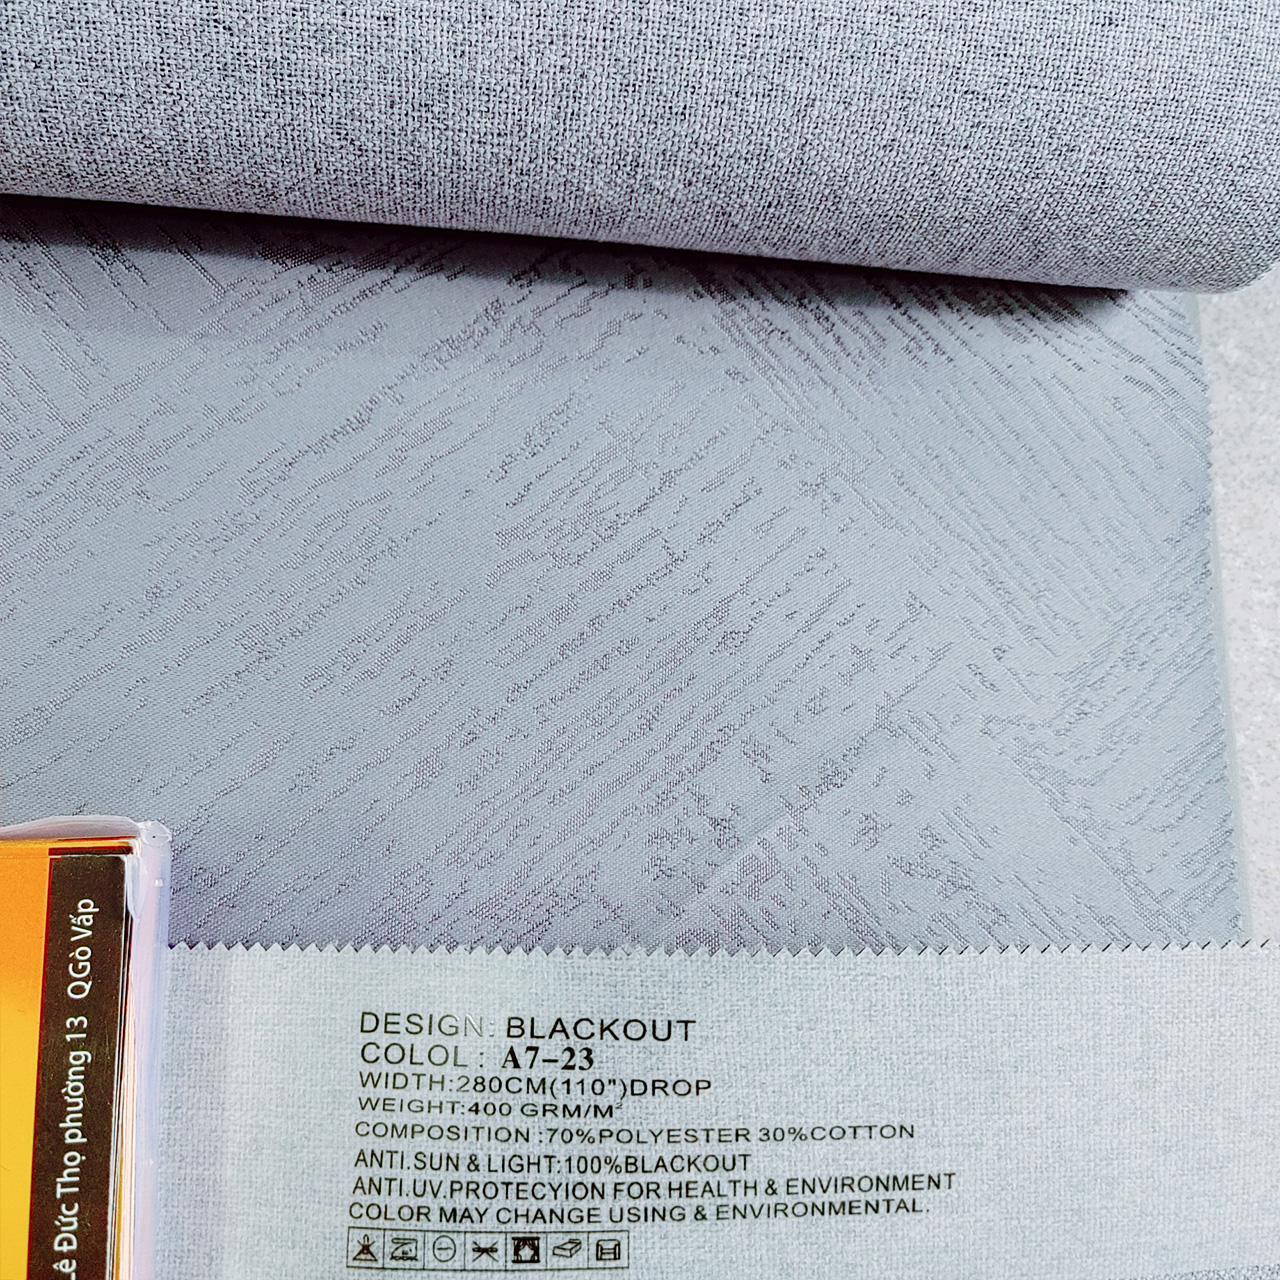 Lê Đức Thọ phường 13 QGò Vấp
DESIGN: BLACKOUT
COLOL : A7-23
WIDTH:280CM(110")DROP
WEIGHT:400 GRM/M²
COMPOSITION :70%POLYESTER 30%COTTON
ANTI.SUN & LIGHT:100%BLACKOUT
ANTI.UV.PROTECYION FOR HEALTH & ENVIRONMENT
COLOR MAY CHANGE USING & ENVIRONMENTAL.